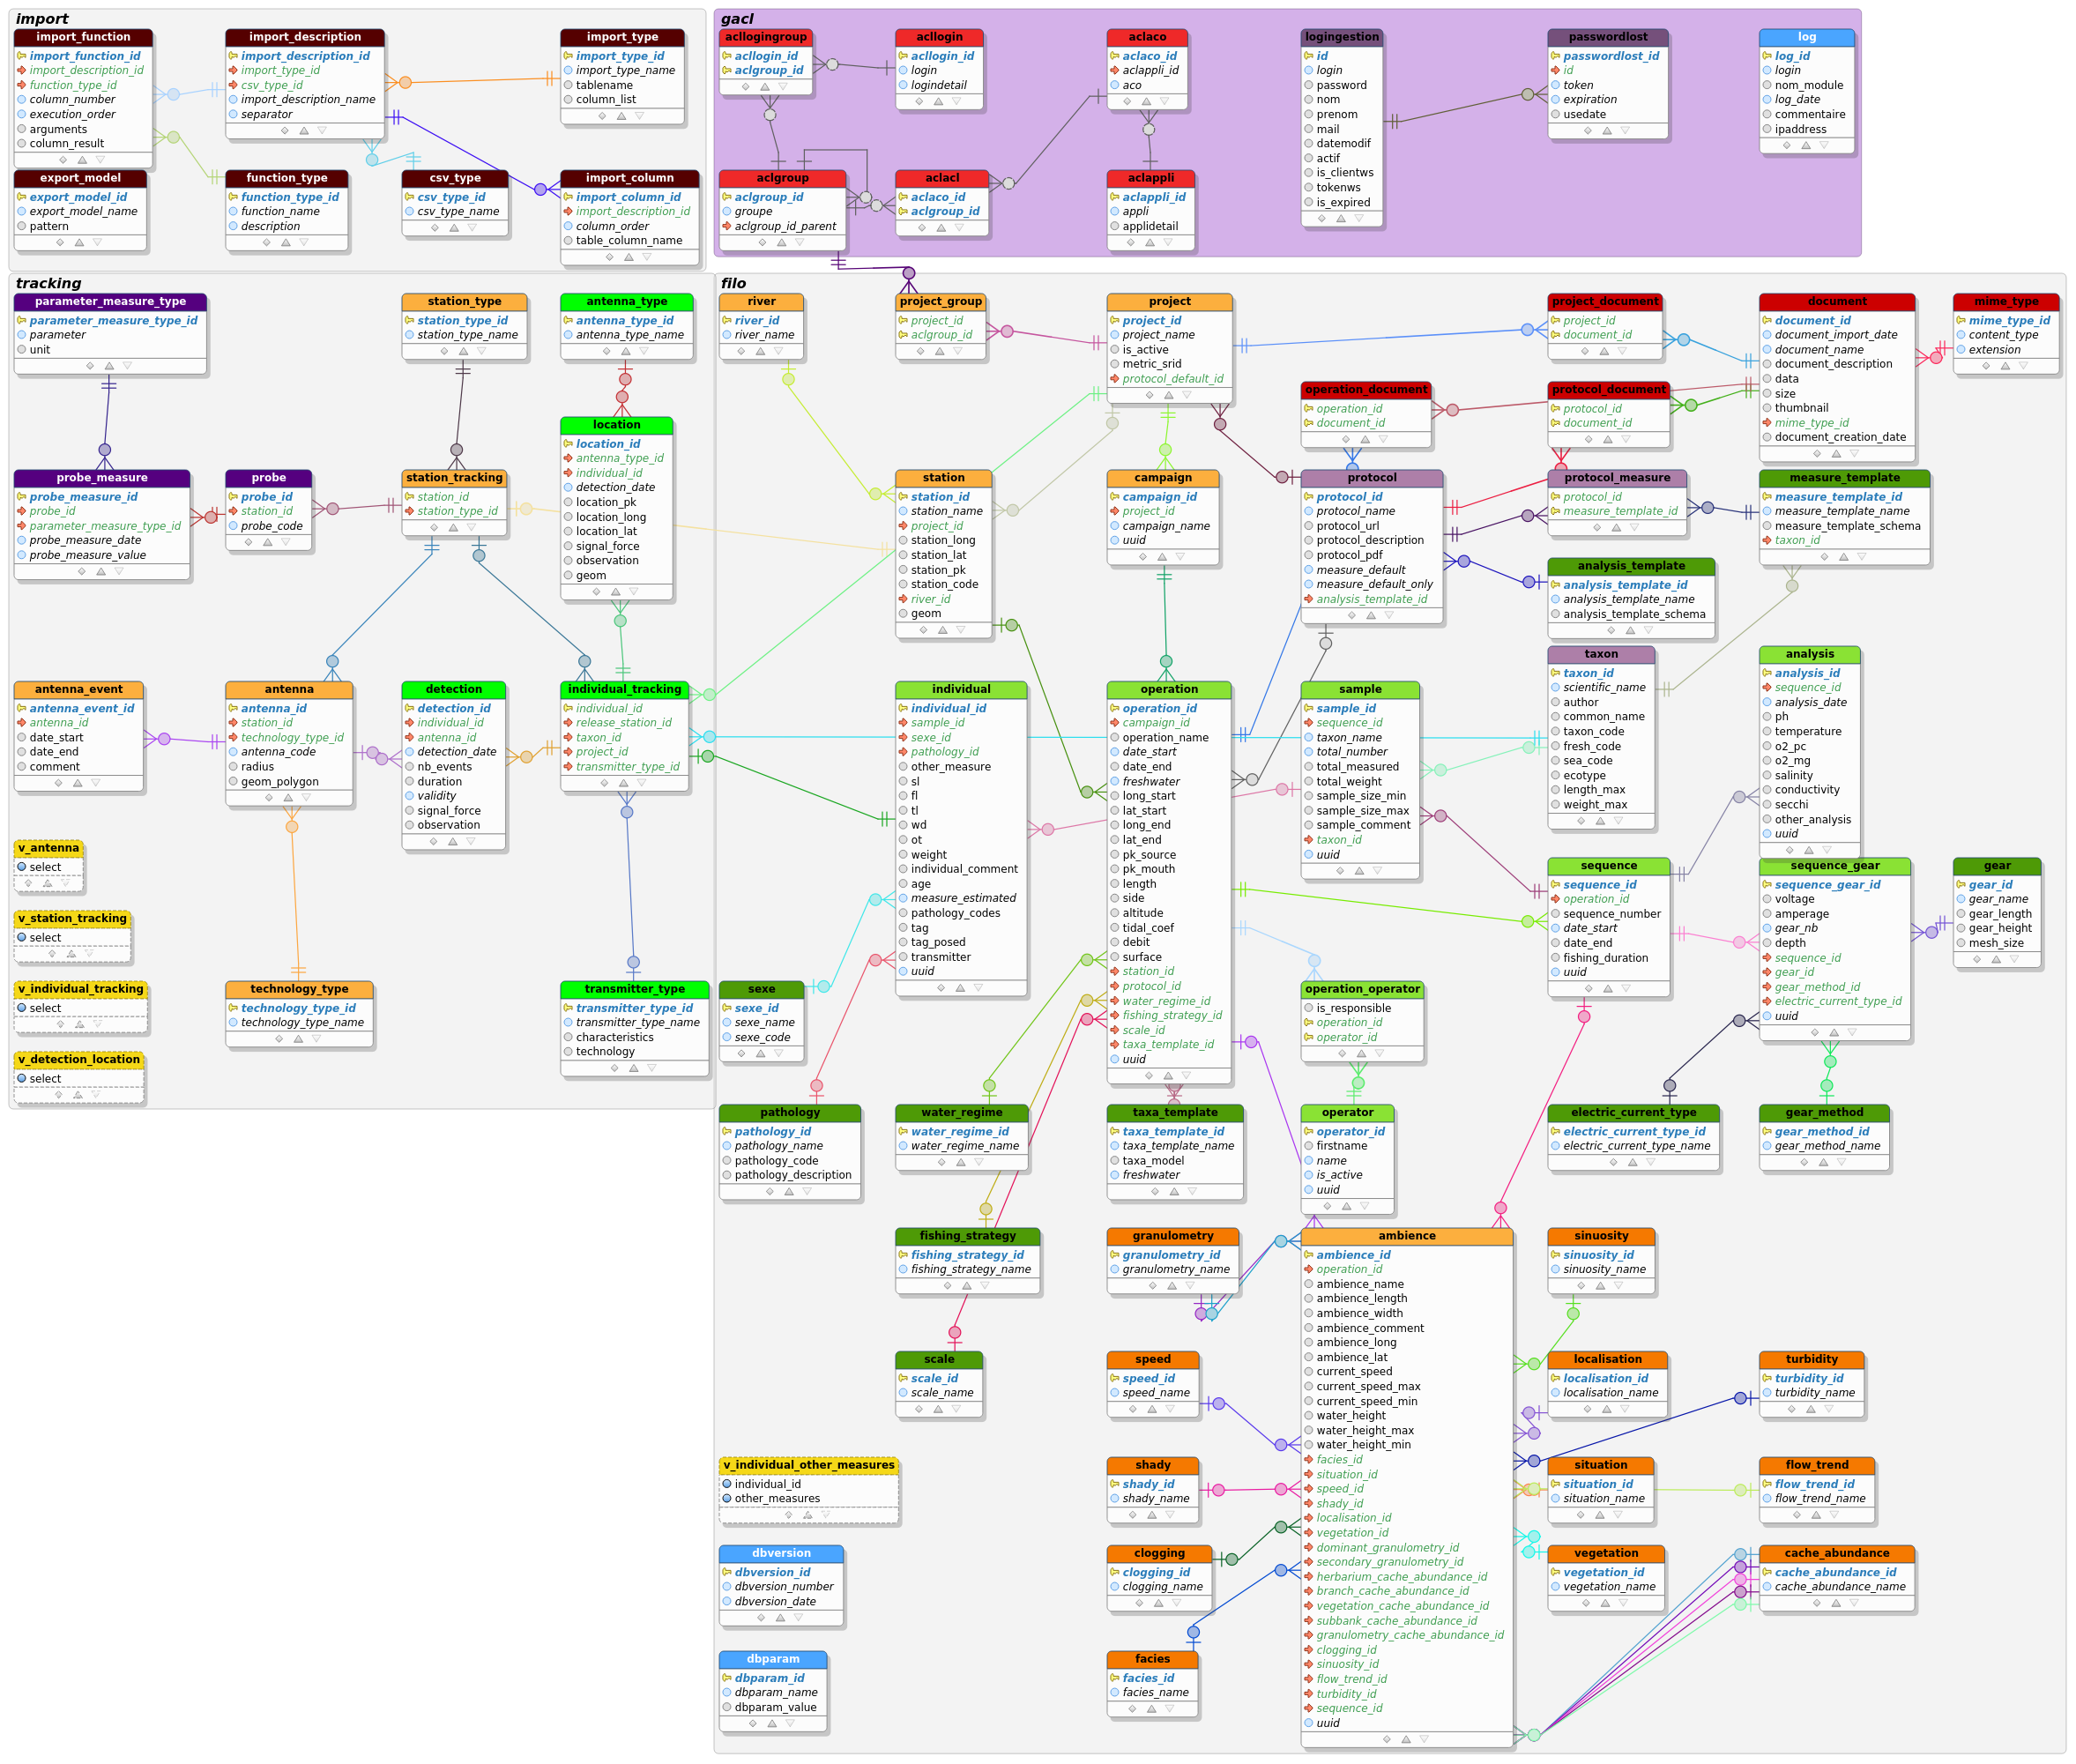 import
import_function
import_function_id
import_description_id
function_type_id
column_number
execution_order
arguments
column_result
import_description
import_description_id
import_type_id
csv_type_id
import_description_name
separator
import_type
import_type_id
import_type_name
tablename
column_list
export_model
export_model_id
export_model_name
pattern
function_type
function_type_id
function_name
description
csv_type
csv_type_id
csv_type_name
import_column
import_column_id
import_description_id
column_order
table_column_name
gacl
acllogingroup
acllogin_id
aclgroup_id
acllogin
acllogin_id
login
logindetail
aclaco
aclaco_id
aclappli_id
aco
logingestion
id
login
password
nom
prenom
mail
datemodif
actif
is_clientws
tokenws
is_expired
passwordlost
passwordlost_id
id
token
expiration
usedate
log
log_id
login
nom_module
log_date
commentaire
ipaddress
aclgroup
aclgroup_id
groupe
aclgroup_id_parent
aclacl
aclaco_id
aclgroup_id
aclappli
aclappli_id
appli
applidetail
tracking
parameter_measure_type
parameter_measure_type_id
parameter
unit
station_type
station_type_id
station_type_name
antenna_type
antenna_type_id
antenna_type_name
location
location_id
antenna_type_id
individual_id
detection_date
location_pk
location_long
location_lat
signal_force
observation
geom
probe_measure
probe_measure_id
probe_id
parameter_measure_type_id
probe_measure_date
probe_measure_value
probe
probe_id
station_id
probe_code
station_tracking
station_id
station_type_id
antenna_event
antenna_event_id
antenna_id
date_start
date_end
comment
antenna
antenna_id
station_id
technology_type_id
antenna_code
radius
geom_polygon
detection
detection_id
individual_id
antenna_id
detection_date
nb_events
duration
validity
signal_force
observation
individual_tracking
individual_id
release_station_id
taxon_id
project_id
transmitter_type_id
v_antenna
select
v_station_tracking
select
v_individual_tracking
select
v_detection_location
select
technology_type
technology_type_id
technology_type_name
transmitter_type
transmitter_type_id
transmitter_type_name
characteristics
technology
filo
river
river_id
river_name
project_group
project_id
aclgroup_id
project
project_id
project_name
is_active
metric_srid
protocol_default_id
project_document
project_id
document_id
document
document_id
document_import_date
document_name
document_description
data
size
thumbnail
mime_type_id
document_creation_date
mime_type
mime_type_id
content_type
extension
operation_document
operation_id
document_id
protocol_document
protocol_id
document_id
station
station_id
station_name
project_id
station_long
station_lat
station_pk
station_code
river_id
geom
campaign
campaign_id
project_id
campaign_name
uuid
protocol
protocol_id
protocol_name
protocol_url
protocol_description
protocol_pdf
measure_default
measure_default_only
analysis_template_id
protocol_measure
protocol_id
measure_template_id
measure_template
measure_template_id
measure_template_name
measure_template_schema
taxon_id
analysis_template
analysis_template_id
analysis_template_name
analysis_template_schema
individual
individual_id
sample_id
sexe_id
pathology_id
other_measure
sl
fl
tl
wd
ot
weight
individual_comment
age
measure_estimated
pathology_codes
tag
tag_posed
transmitter
uuid
operation
operation_id
campaign_id
operation_name
date_start
date_end
freshwater
long_start
lat_start
long_end
lat_end
pk_source
pk_mouth
length
side
altitude
tidal_coef
debit
surface
station_id
protocol_id
water_regime_id
fishing_strategy_id
scale_id
taxa_template_id
uuid
sample
sample_id
sequence_id
taxon_name
total_number
total_measured
total_weight
sample_size_min
sample_size_max
sample_comment
taxon_id
uuid
taxon
taxon_id
scientific_name
author
common_name
taxon_code
fresh_code
sea_code
ecotype
length_max
weight_max
analysis
analysis_id
sequence_id
analysis_date
ph
temperature
o2_pc
o2_mg
salinity
conductivity
secchi
other_analysis
uuid
sequence
sequence_id
operation_id
sequence_number
date_start
date_end
fishing_duration
uuid
sequence_gear
sequence_gear_id
voltage
amperage
gear_nb
depth
sequence_id
gear_id
gear_method_id
electric_current_type_id
uuid
gear
gear_id
gear_name
gear_length
gear_height
mesh_size
sexe
sexe_id
sexe_name
sexe_code
operation_operator
is_responsible
operation_id
operator_id
pathology
pathology_id
pathology_name
pathology_code
pathology_description
water_regime
water_regime_id
water_regime_name
taxa_template
taxa_template_id
taxa_template_name
taxa_model
freshwater
operator
operator_id
firstname
name
is_active
uuid
electric_current_type
electric_current_type_id
electric_current_type_name
gear_method
gear_method_id
gear_method_name
fishing_strategy
fishing_strategy_id
fishing_strategy_name
granulometry
granulometry_id
granulometry_name
ambience
ambience_id
operation_id
ambience_name
ambience_length
ambience_width
ambience_comment
ambience_long
ambience_lat
current_speed
current_speed_max
current_speed_min
water_height
water_height_max
water_height_min
facies_id
situation_id
speed_id
shady_id
localisation_id
vegetation_id
dominant_granulometry_id
secondary_granulometry_id
herbarium_cache_abundance_id
branch_cache_abundance_id
vegetation_cache_abundance_id
subbank_cache_abundance_id
granulometry_cache_abundance_id
clogging_id
sinuosity_id
flow_trend_id
turbidity_id
sequence_id
uuid
sinuosity
sinuosity_id
sinuosity_name
scale
scale_id
scale_name
speed
speed_id
speed_name
localisation
localisation_id
localisation_name
turbidity
turbidity_id
turbidity_name
v_individual_other_measures
individual_id
other_measures
shady
shady_id
shady_name
situation
situation_id
situation_name
flow_trend
flow_trend_id
flow_trend_name
dbversion
dbversion_id
dbversion_number
dbversion_date
clogging
clogging_id
clogging_name
vegetation
vegetation_id
vegetation_name
cache_abundance
cache_abundance_id
cache_abundance_name
dbparam
dbparam_id
dbparam_name
dbparam_value
facies
facies_id
facies_name